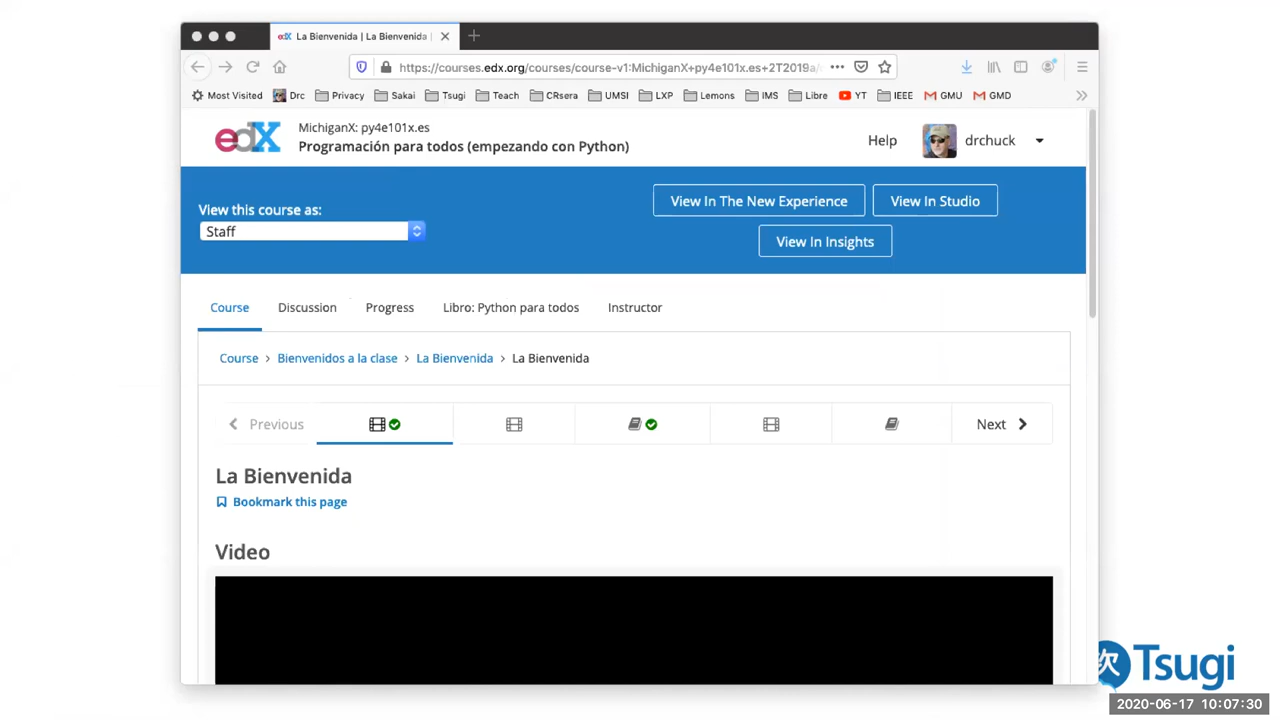 edX La Bienvenida | La Bienvenida |
https://courses.edx.org/courses/course-v1:MichiganX+py4e101x.es+2T2019a/
Most Visited Drc Privacy Sakai Tsugi Teach CRsera UMSI LXP Lemons IMS Libre YT IEEE GMU GMD
edX
MichiganX: py4e101x.es
Programación para todos (empezando con Python)
Help drchuck
View this course as:
Staff
View In The New Experience View In Studio
View In Insights
Course Discussion Progress Libro: Python para todos Instructor
Course > Bienvenidos a la clase > La Bienvenida > La Bienvenida
Previous Next
La Bienvenida
Bookmark this page
Video
次 Tsugi
2020-06-17 10:07:30